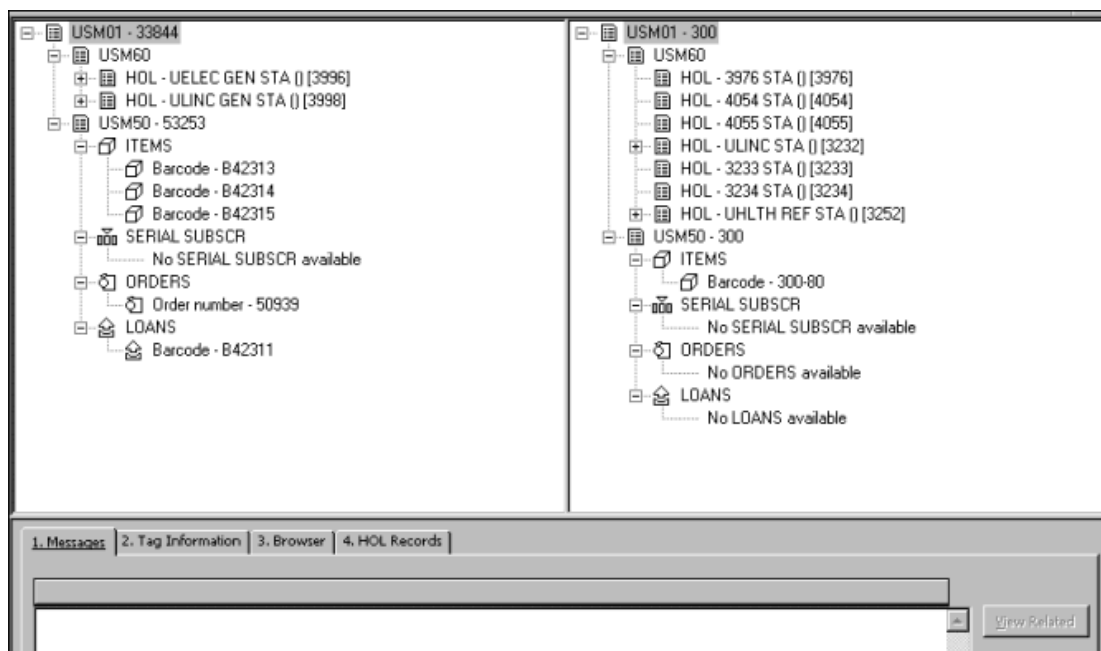 USM01 - 33844
USM60
HOL - UELEC GEN STA () [3996]
HOL - ULINC GEN STA () [3998]
USM50 - 53253
ITEMS
Barcode - B42313
Barcode - B42314
Barcode - B42315
SERIAL SUBSCR
No SERIAL SUBSCR available
ORDERS
Order number - 50939
LOANS
Barcode - B42311
USM01 - 300
USM60
HOL - 3976 STA () [3976]
HOL - 4054 STA () [4054]
HOL - 4055 STA () [4055]
HOL - ULINC STA () [3232]
HOL - 3233 STA () [3233]
HOL - 3234 STA () [3234]
HOL - UHLTH REF STA () [3252]
USM50 - 300
ITEMS
Barcode - 300-80
SERIAL SUBSCR
No SERIAL SUBSCR available
ORDERS
No ORDERS available
LOANS
No LOANS available
1. Messages 2. Tag Information 3. Browser 4. HOL Records
View Related